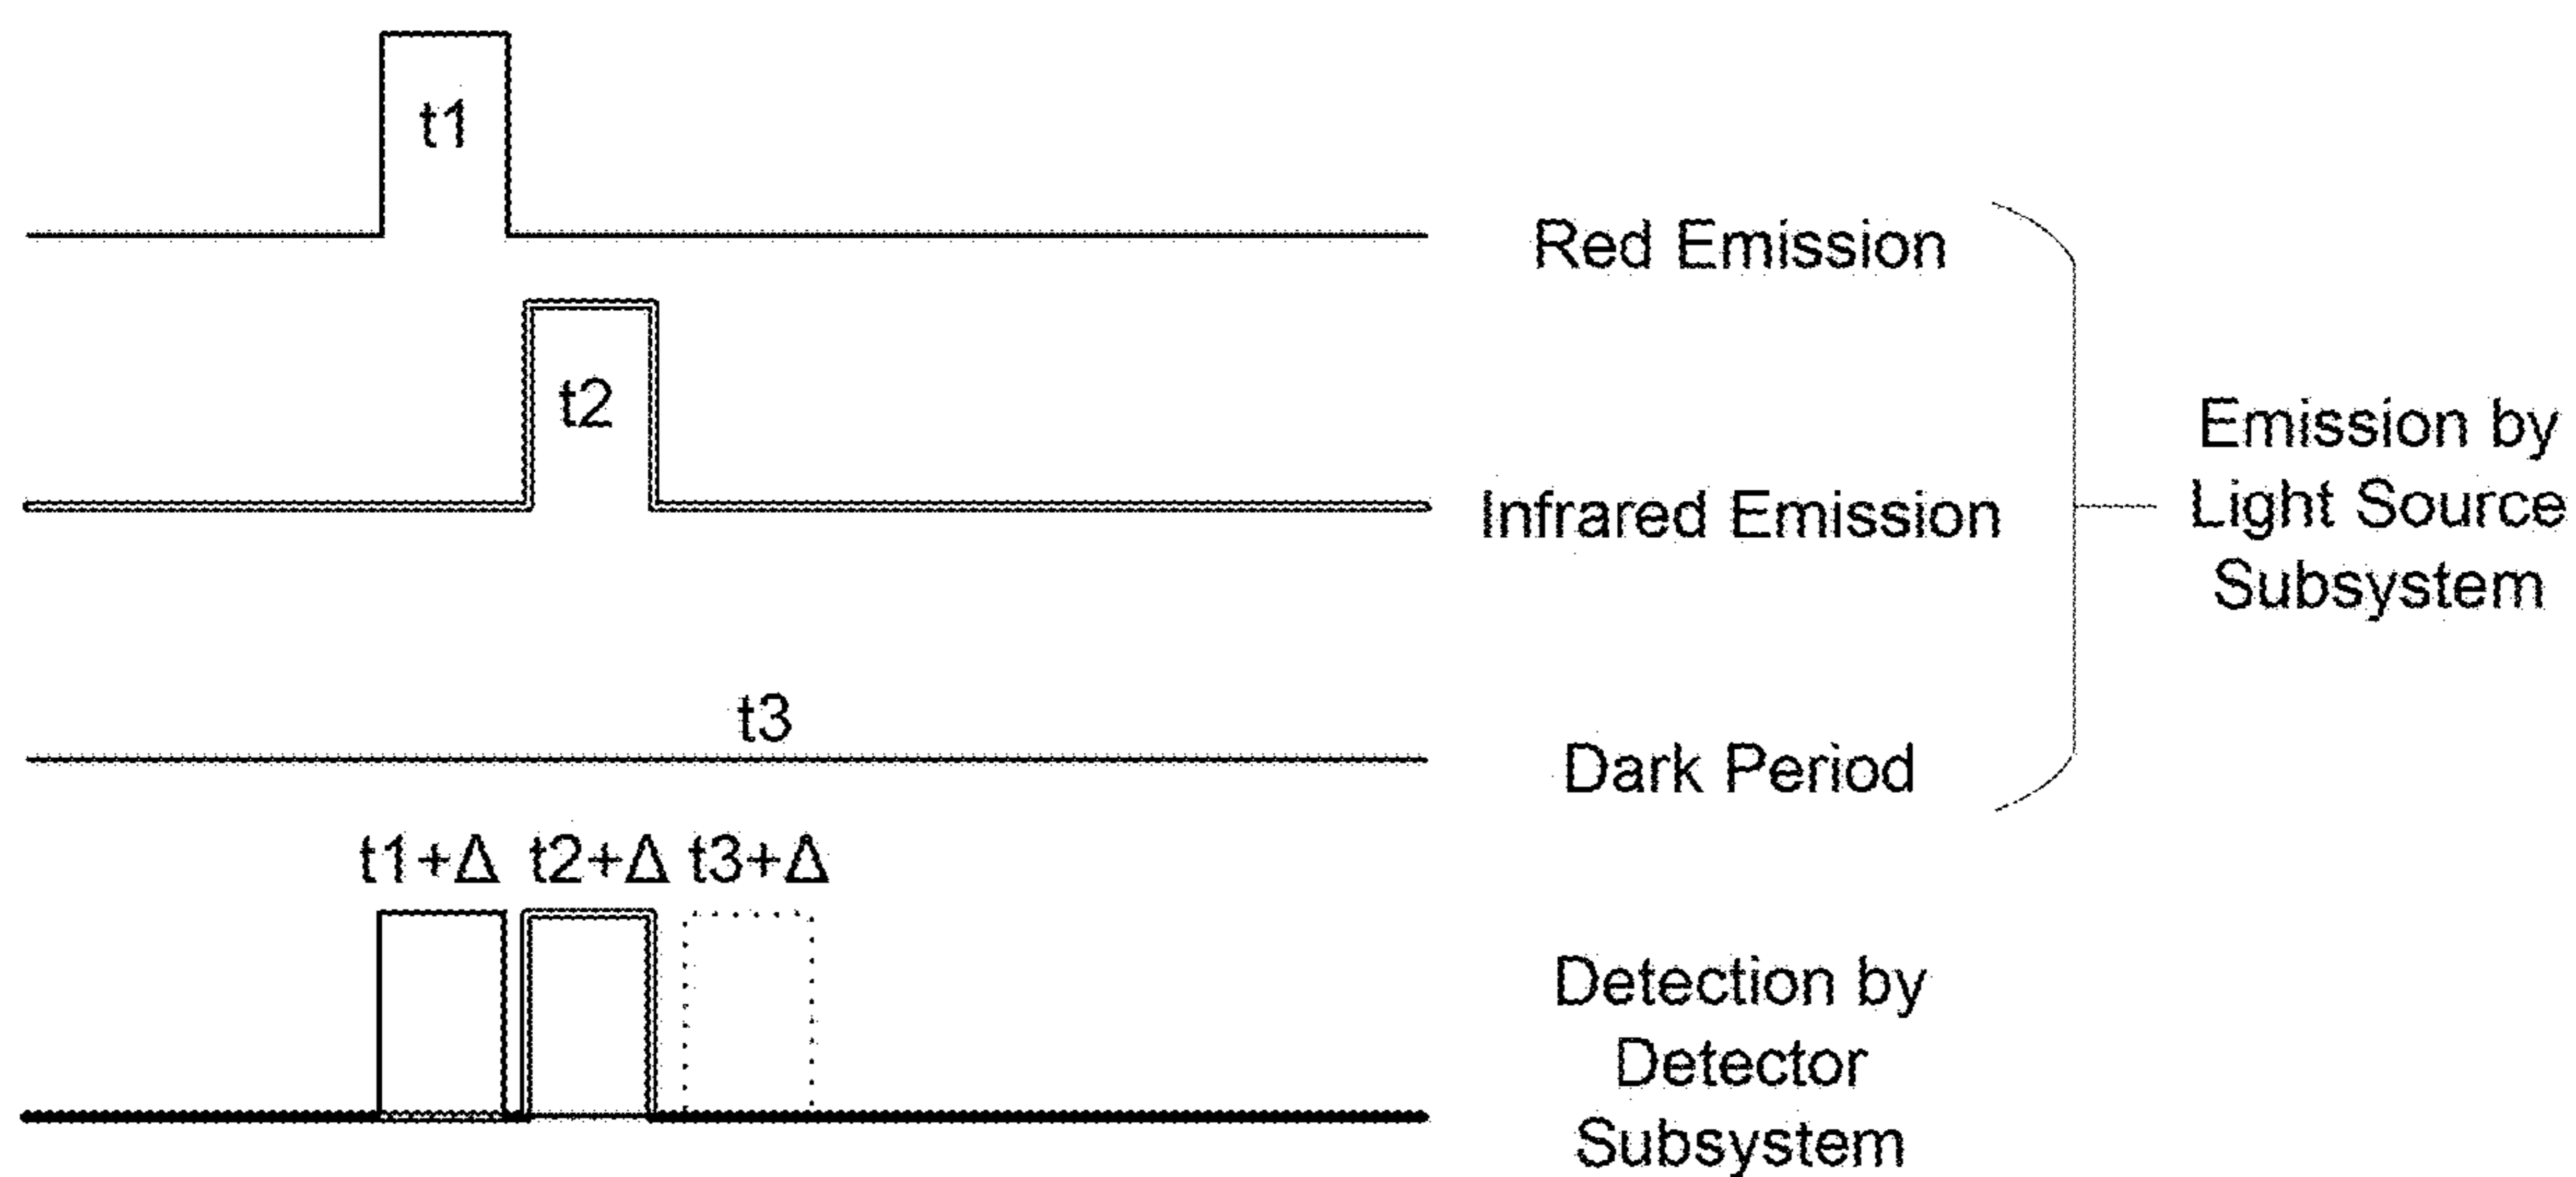 t1
Red Emission
t2
Infrared Emission
Emission by
Light Source
Subsystem
t3
Dark Period
t1+Δ t2+Δ t3+Δ
Detection by
Detector
Subsystem